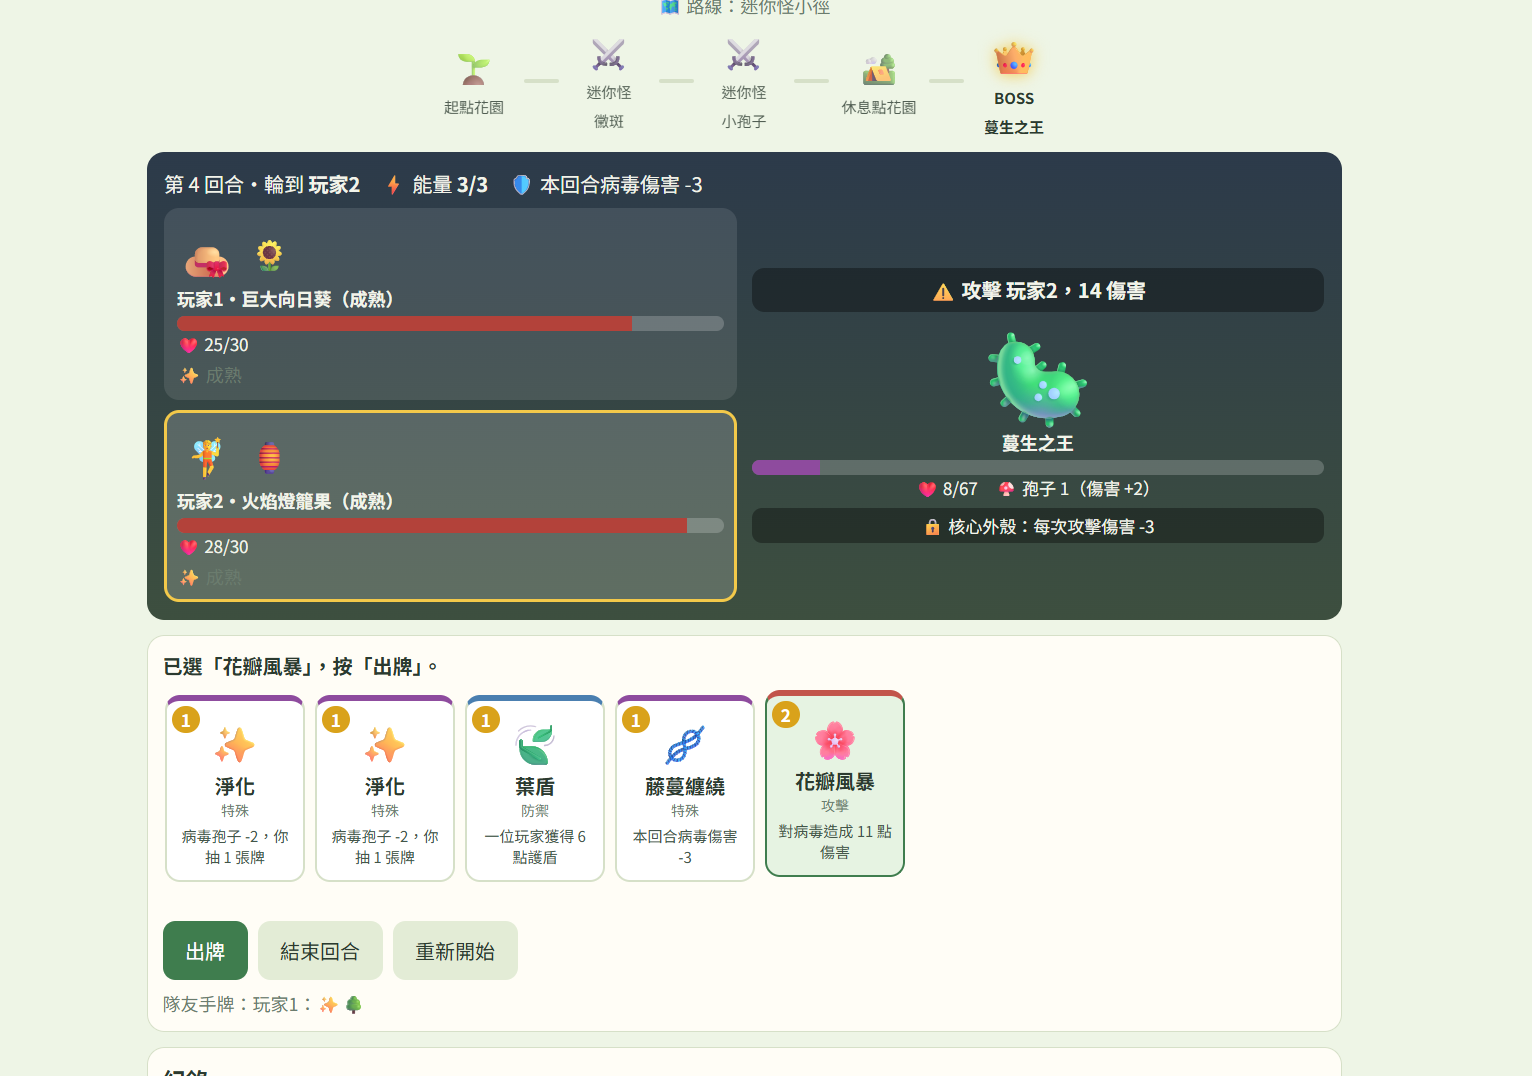 路線：迷你怪小徑
起點花園
迷你怪
黴斑
迷你怪
小孢子
休息點花園
BOSS
蔓生之王
第 4 回合・輪到 玩家2 能量 3/3 本回合病毒傷害 -3
玩家1・巨大向日葵（成熟）
25/30
成熟
玩家2・火焰燈籠果（成熟）
28/30
成熟
攻擊 玩家2，14 傷害
蔓生之王
8/67 孢子 1（傷害 +2）
核心外殼：每次攻擊傷害 -3
已選「花瓣風暴」，按「出牌」。
1
淨化
特殊
病毒孢子 -2，你
抽 1 張牌
1
淨化
特殊
病毒孢子 -2，你
抽 1 張牌
1
葉盾
防禦
一位玩家獲得 6
點護盾
1
藤蔓纏繞
特殊
本回合病毒傷害
-3
2
花瓣風暴
攻擊
對病毒造成 11 點
傷害
出牌
結束回合
重新開始
隊友手牌：玩家1：